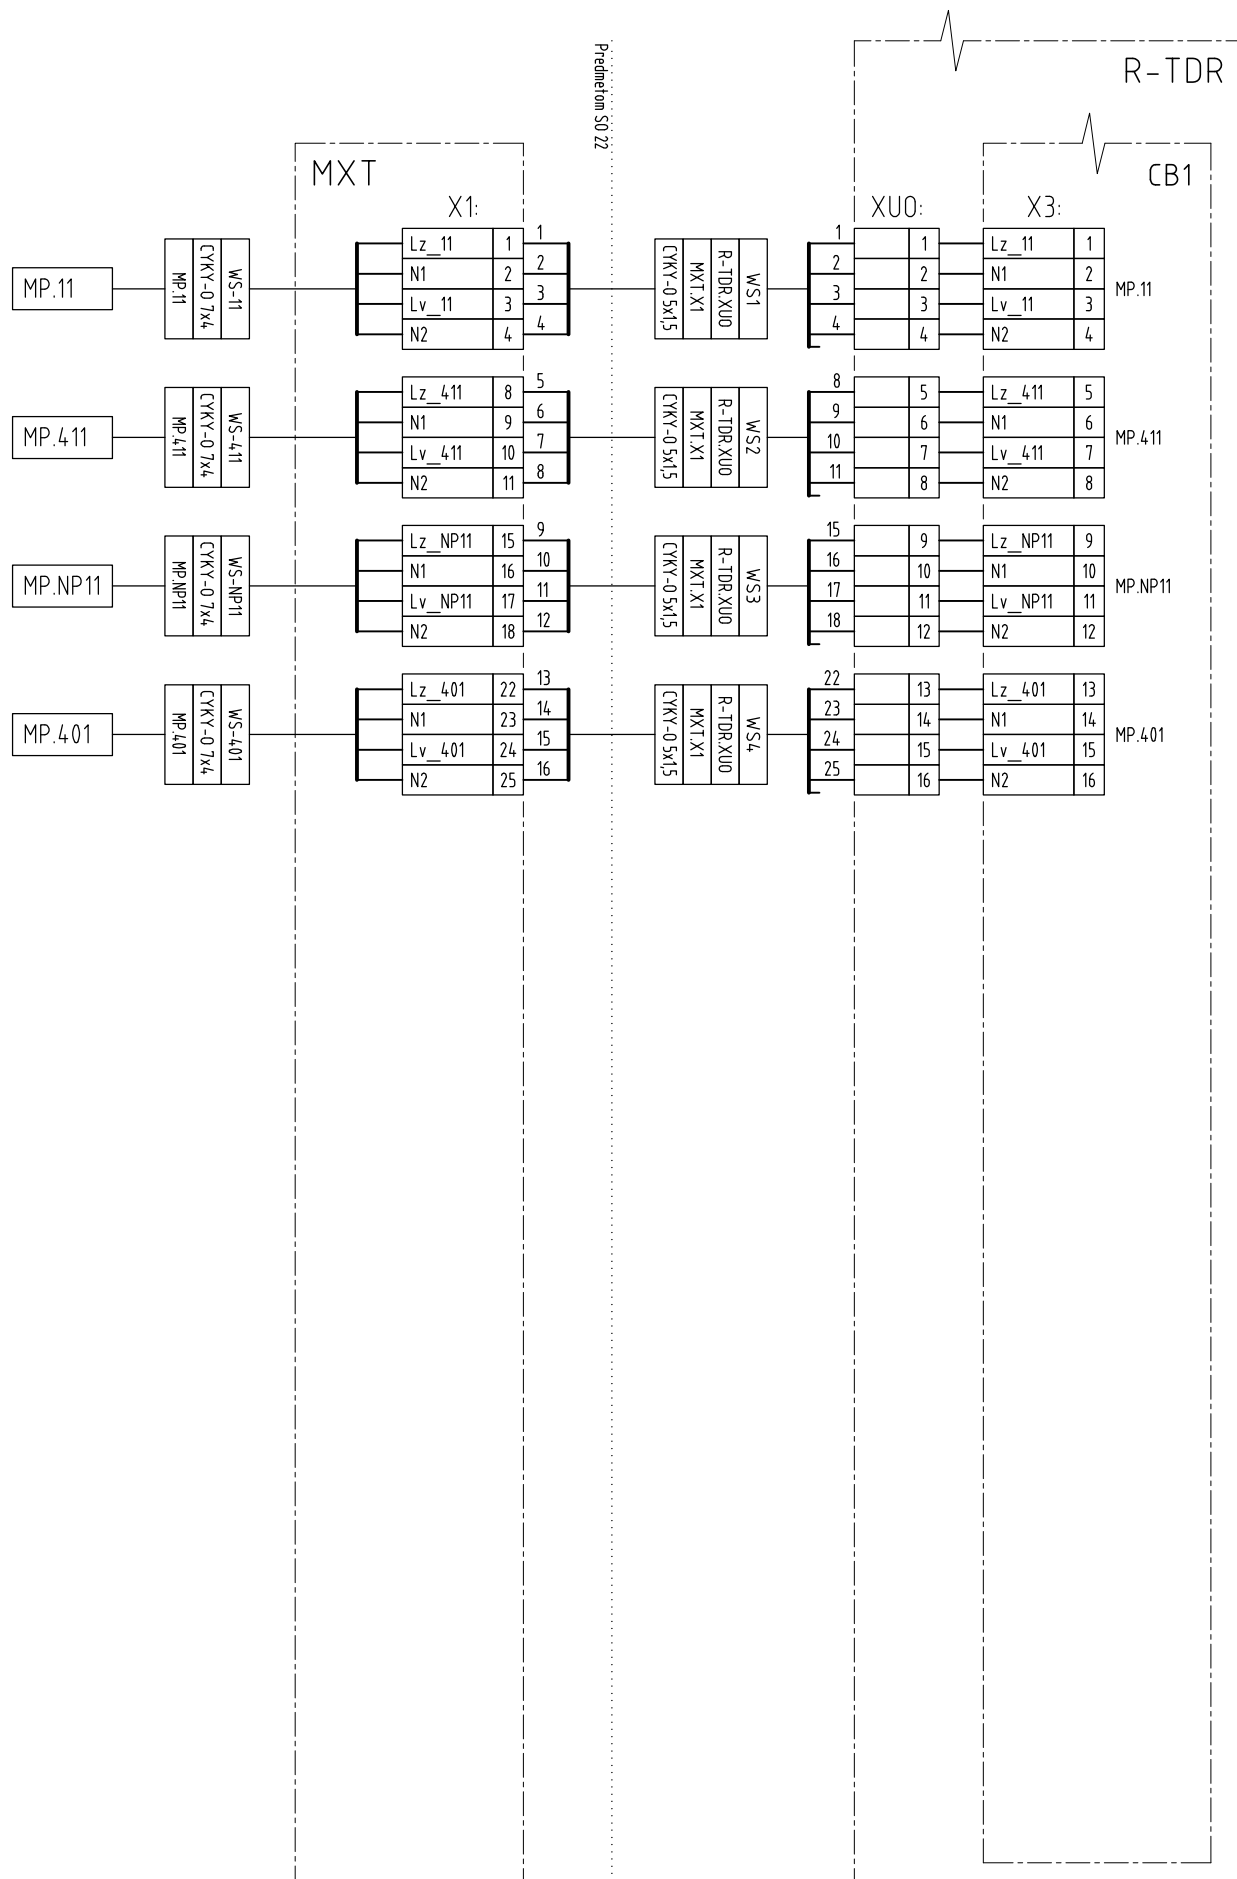 R-TDR
Predmetom SO 22
MXT
CB1
X1:
XU0:
X3:
MP.11
WS-11
CYKY-O 7x4
MP.11
Lz_11 1 1
N1 2 2
Lv_11 3 3
N2 4 4
WS1
R-TDR.XU0
MXT.X1
CYKY-O 5x1,5
1 1 Lz_11 1
2 2 N1 2
3 3 Lv_11 3
4 4 N2 4
MP.11
MP.411
WS-411
CYKY-O 7x4
MP.411
Lz_411 8 5
N1 9 6
Lv_411 10 7
N2 11 8
WS2
R-TDR.XU0
MXT.X1
CYKY-O 5x1,5
8 5 Lz_411 5
9 6 N1 6
10 7 Lv_411 7
11 8 N2 8
MP.411
MP.NP11
WS-NP11
CYKY-O 7x4
MP.NP11
Lz_NP11 15 9
N1 16 10
Lv_NP11 17 11
N2 18 12
WS3
R-TDR.XU0
MXT.X1
CYKY-O 5x1,5
15 9 Lz_NP11 9
16 10 N1 10
17 11 Lv_NP11 11
18 12 N2 12
MP.NP11
MP.401
WS-401
CYKY-O 7x4
MP.401
Lz_401 22 13
N1 23 14
Lv_401 24 15
N2 25 16
WS4
R-TDR.XU0
MXT.X1
CYKY-O 5x1,5
22 13 Lz_401 13
23 14 N1 14
24 15 Lv_401 15
25 16 N2 16
MP.401